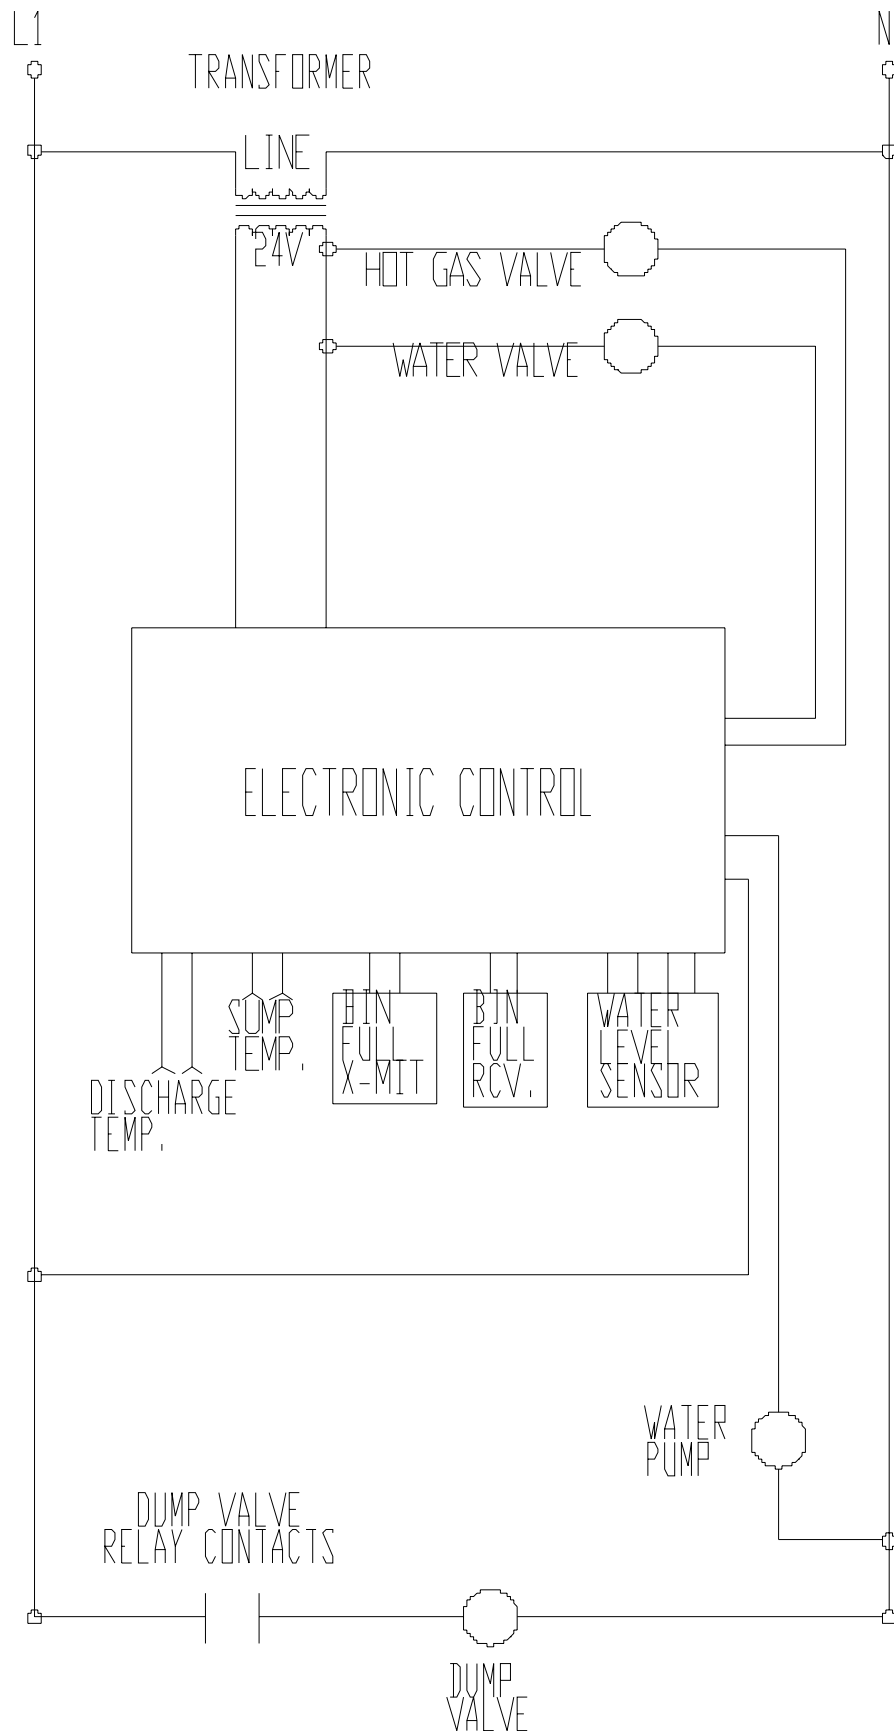 L1
N
TRANSFORMER
LINE
24V
HOT GAS VALVE
WATER VALVE
ELECTRONIC CONTROL
DISCHARGE
TEMP.
SUMP
TEMP.
BIN
FULL
X-MIT
BIN
FULL
RCV.
WATER
LEVEL
SENSOR
WATER
PUMP
DUMP VALVE
RELAY CONTACTS
DUMP
VALVE